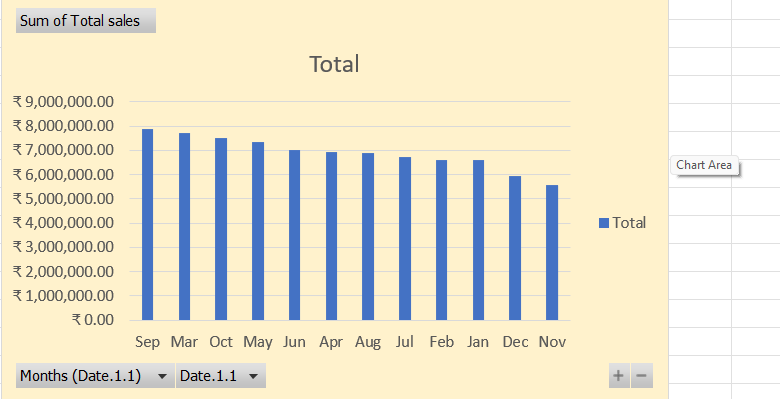 Sum of Total sales
Total
₹ 9,000,000.00
₹ 8,000,000.00
₹ 7,000,000.00
₹ 6,000,000.00
₹ 5,000,000.00
₹ 4,000,000.00
₹ 3,000,000.00
₹ 2,000,000.00
₹ 1,000,000.00
₹ 0.00
Sep Mar Oct May Jun Apr Aug Jul Feb Jan Dec Nov
Total
Chart Area
Months (Date.1.1) Date.1.1